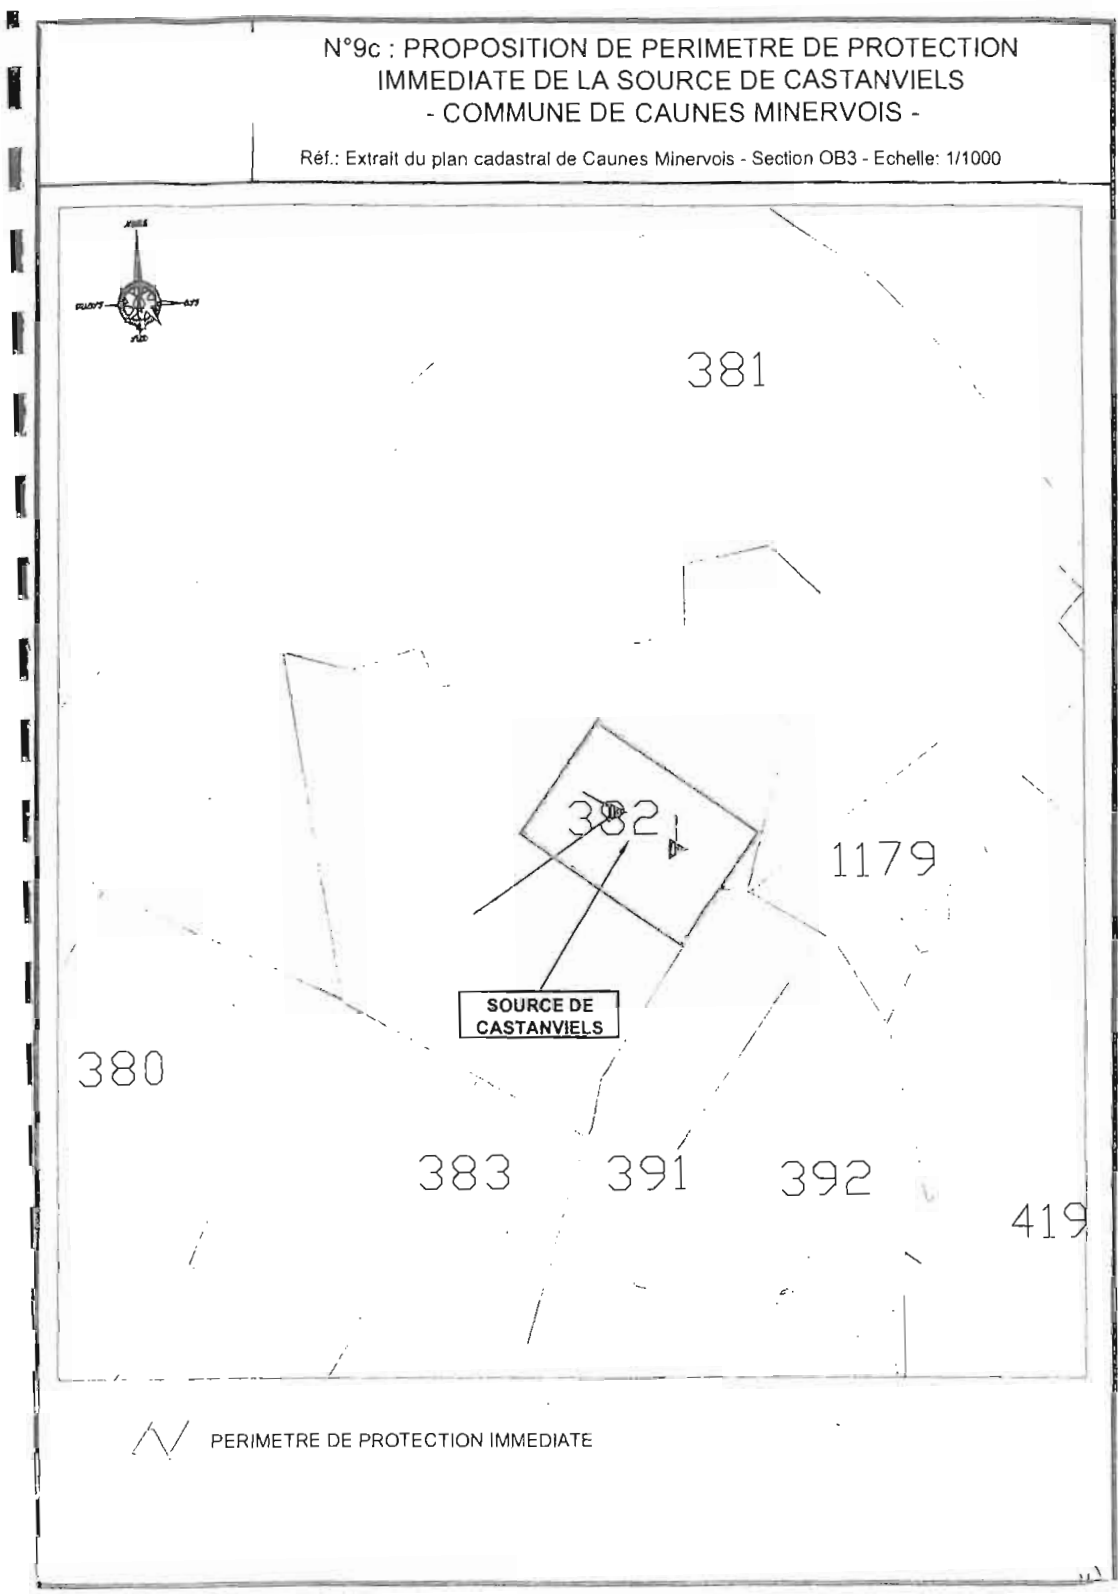 N°9c : PROPOSITION DE PERIMETRE DE PROTECTION
IMMEDIATE DE LA SOURCE DE CASTANVIELS
- COMMUNE DE CAUNES MINERVOIS -
Réf.: Extrait du plan cadastral de Caunes Minervois - Section OB3 - Echelle: 1/1000
381
382
1179
SOURCE DE
CASTANVIELS
380
383
391
392
419
PERIMETRE DE PROTECTION IMMEDIATE